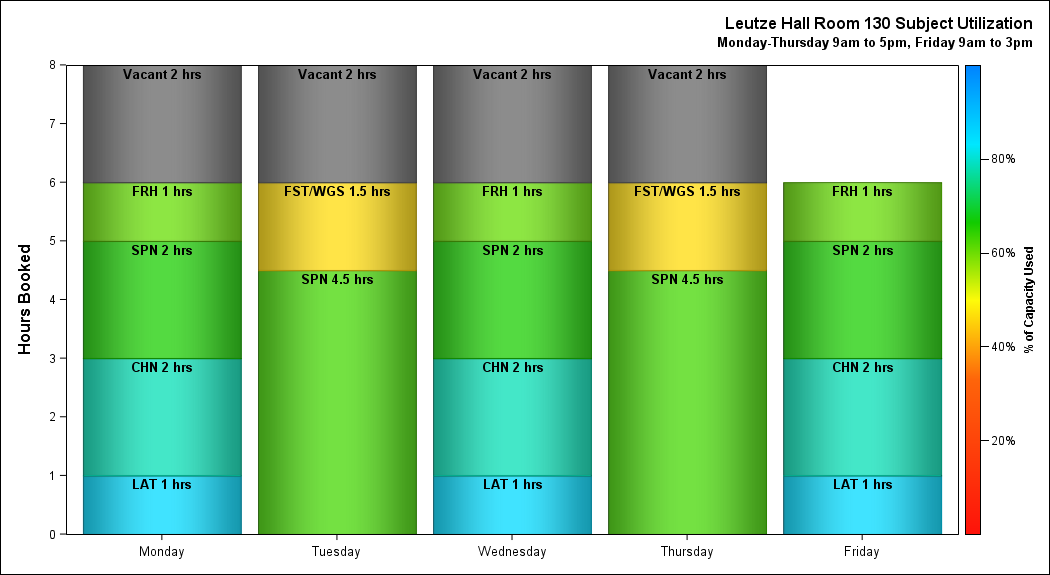 Leutze Hall Room 130 Subject Utilization
Monday-Thursday 9am to 5pm, Friday 9am to 3pm
Hours Booked
8
7
6
5
4
3
2
1
0
Vacant 2 hrs
FRH 1 hrs
SPN 2 hrs
CHN 2 hrs
LAT 1 hrs
Monday
Vacant 2 hrs
FST/WGS 1.5 hrs
SPN 4.5 hrs
Tuesday
Vacant 2 hrs
FRH 1 hrs
SPN 2 hrs
CHN 2 hrs
LAT 1 hrs
Wednesday
Vacant 2 hrs
FST/WGS 1.5 hrs
SPN 4.5 hrs
Thursday
FRH 1 hrs
SPN 2 hrs
CHN 2 hrs
LAT 1 hrs
Friday
80%
60%
40%
20%
% of Capacity Used